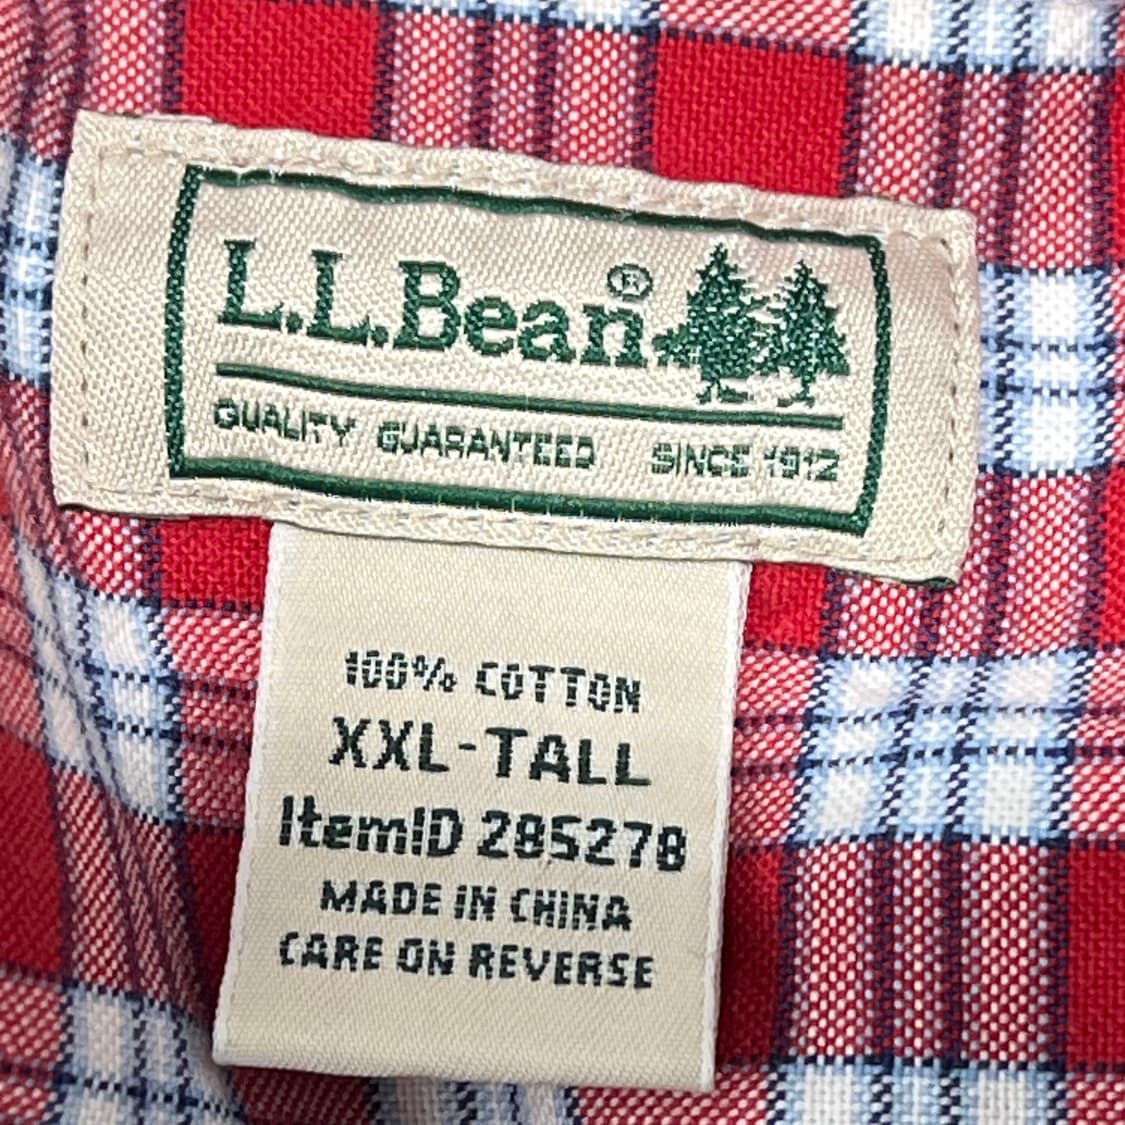 L.L.Bean®
QUALITY GUARANTEED SINCE 1912
100% COTTON
XXL-TALL
ItemID 285278
MADE IN CHINA
CARE ON REVERSE